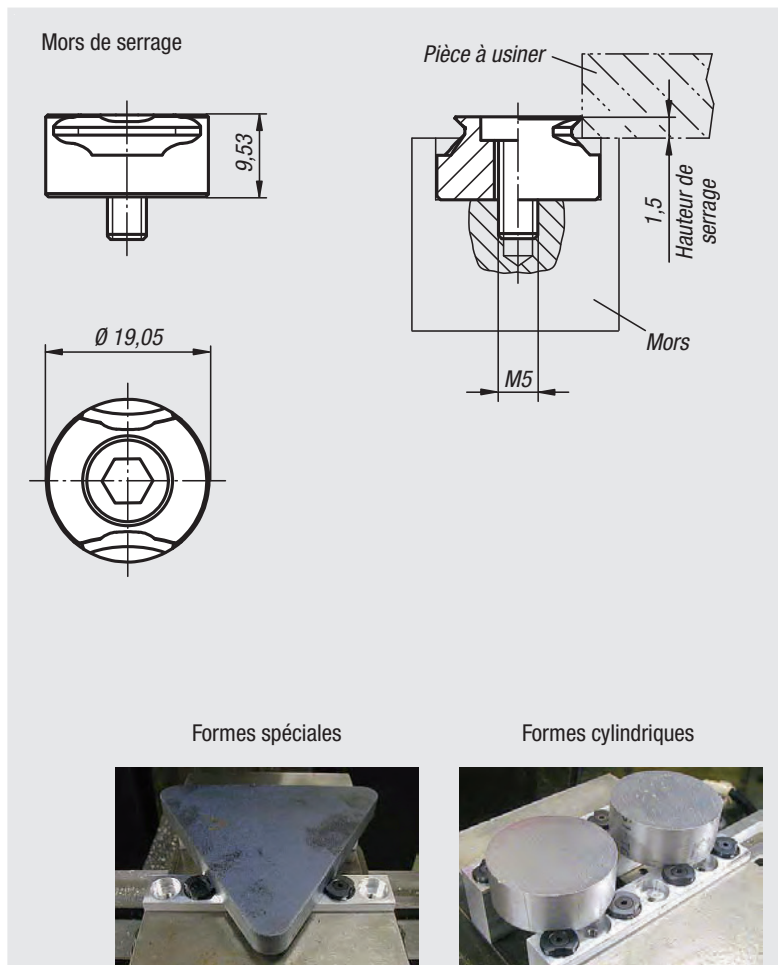 Mors de serrage
Pièce à usiner
9,53
1,5
Hauteur de
serrage
Mors
M5
Ø 19,05
Formes spéciales
Formes cylindriques